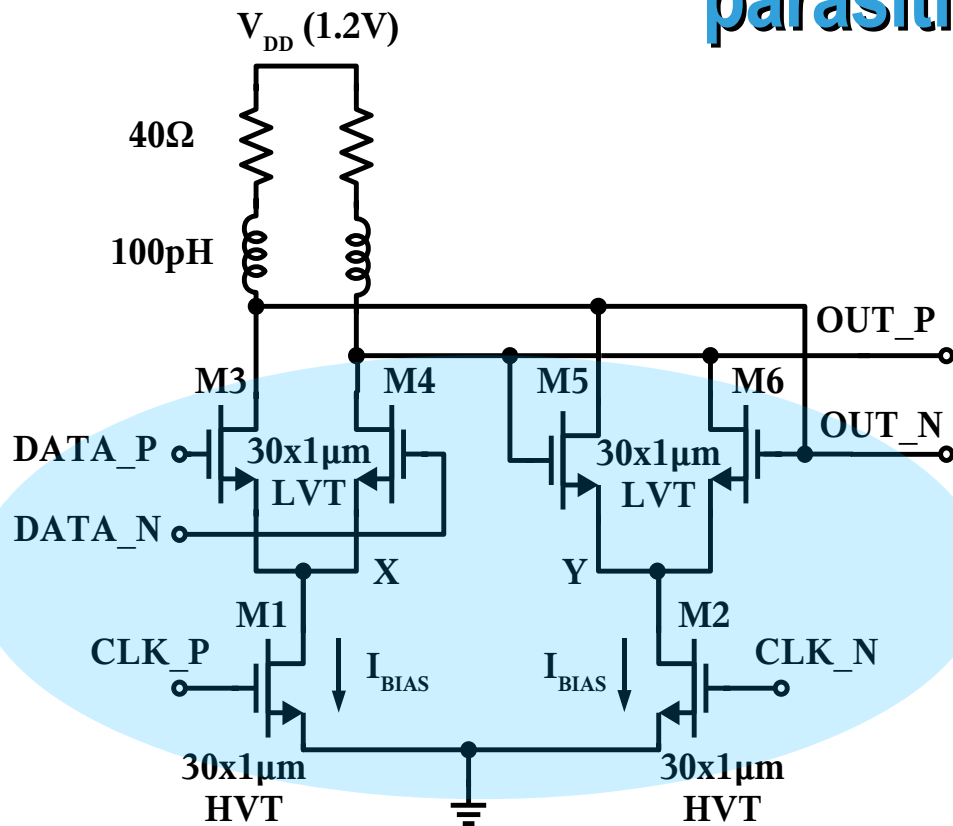 parasiti
V_DD (1.2V)
40Ω
100pH
OUT_P
M3 M4 M5 M6
DATA_P 30x1µm 30x1µm OUT_N
LVT LVT
DATA_N
X Y
M1 M2
CLK_P I_BIAS I_BIAS CLK_N
30x1µm 30x1µm
HVT HVT